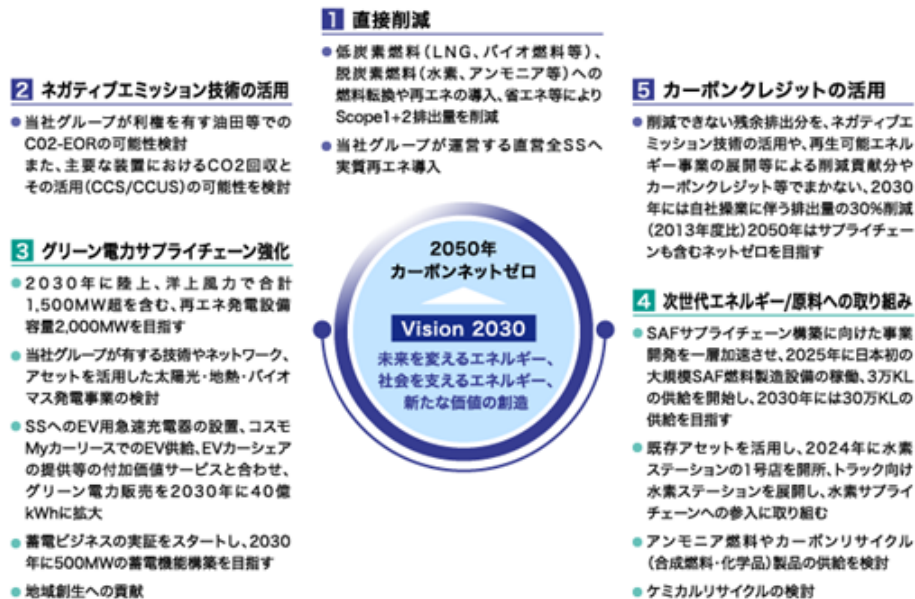 1 直接削減
●低炭素燃料(LNG、バイオ燃料等)、
脱炭素燃料(水素、アンモニア等)への
燃料転換や再エネの導入、省エネ等により
Scope1+2排出量を削減
●当社グループが運営する直営全SSへ
実質再エネ導入
2 ネガティブエミッション技術の活用
●当社グループが利権を有す油田等での
CO2-EORの可能性検討
また、主要な装置におけるCO2回収と
その活用(CCS/CCUS)の可能性を検討
3 グリーン電力サプライチェーン強化
●2030年に陸上、洋上風力で合計
1,500MW超を含む、再エネ発電設備
容量2,000MWを目指す
●当社グループが有する技術やネットワーク、
アセットを活用した太陽光・地熱・バイオ
マス発電事業の検討
●SSへのEV用急速充電器の設置、コスモ
MyカーリースでのEV供給、EVカーシェア
の提供等の付加価値サービスと合わせ、
グリーン電力販売を2030年に40億
kWhに拡大
●蓄電ビジネスの実証をスタートし、2030
年に500MWの蓄電機能構築を目指す
●地域創生への貢献
2050年
カーボンネットゼロ
Vision 2030
未来を変えるエネルギー、
社会を支えるエネルギー、
新たな価値の創造
5 カーボンクレジットの活用
●削減できない残余排出分を、ネガティブエ
ミッション技術の活用や、再生可能エネル
ギー事業の展開等による削減貢献分や
カーボンクレジット等でまかない、2030
年には自社操業に伴う排出量の30%削減
(2013年度比)2050年はサプライチェー
ンも含むネットゼロを目指す
4 次世代エネルギー/原料への取り組み
●SAFサプライチェーン構築に向けた事業
開発を一層加速させ、2025年に日本初の
大規模SAF燃料製造設備の稼働、3万KL
の供給を開始し、2030年には30万KLの
供給を目指す
●既存アセットを活用し、2024年に水素
ステーションの1号店を開所、トラック向け
水素ステーションを展開し、水素サプライ
チェーンへの参入に取り組む
●アンモニア燃料やカーボンリサイクル
(合成燃料・化学品)製品の供給を検討
●ケミカルリサイクルの検討